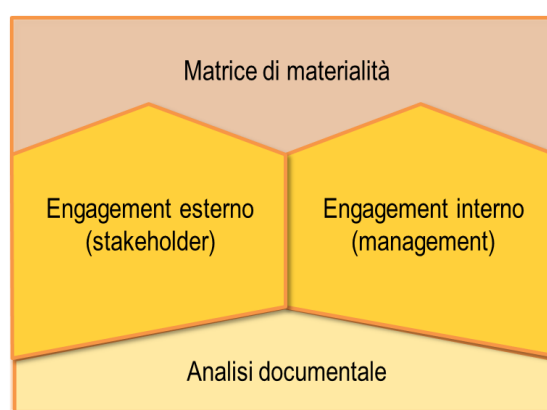 Matrice di materialità
Engagement esterno
(stakeholder)
Engagement interno
(management)
Analisi documentale